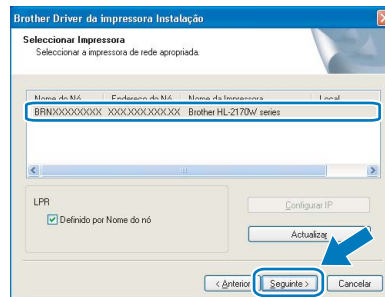 Brother Driver da impressora Instalação
Seleccionar Impressora
Seleccionar a impressora de rede apropriada.
Nome do Nó Endereço do Nó Nome da Impressora Local
BRNXXXXXXXX XXX.XXX.XXX.XX Brother HL-2170W series
LPR
Definido por Nome do nó
Configurar IP
Actualizar
< Anterior Seguinte > Cancelar